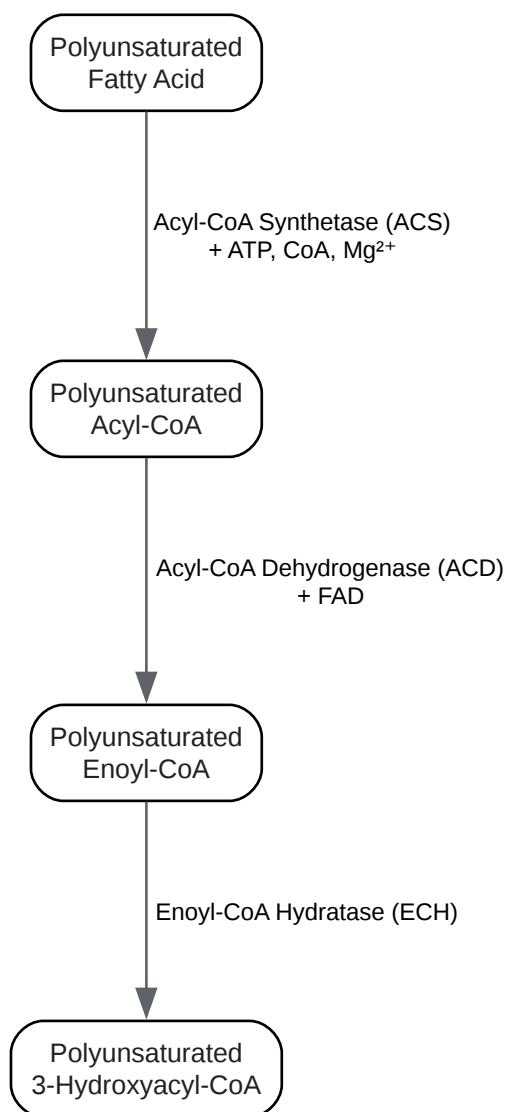 Polyunsaturated
Fatty Acid
Acyl-CoA Synthetase (ACS)
+ ATP, CoA, Mg²⁺
Polyunsaturated
Acyl-CoA
Acyl-CoA Dehydrogenase (ACD)
+ FAD
Polyunsaturated
Enoyl-CoA
Enoyl-CoA Hydratase (ECH)
Polyunsaturated
3-Hydroxyacyl-CoA